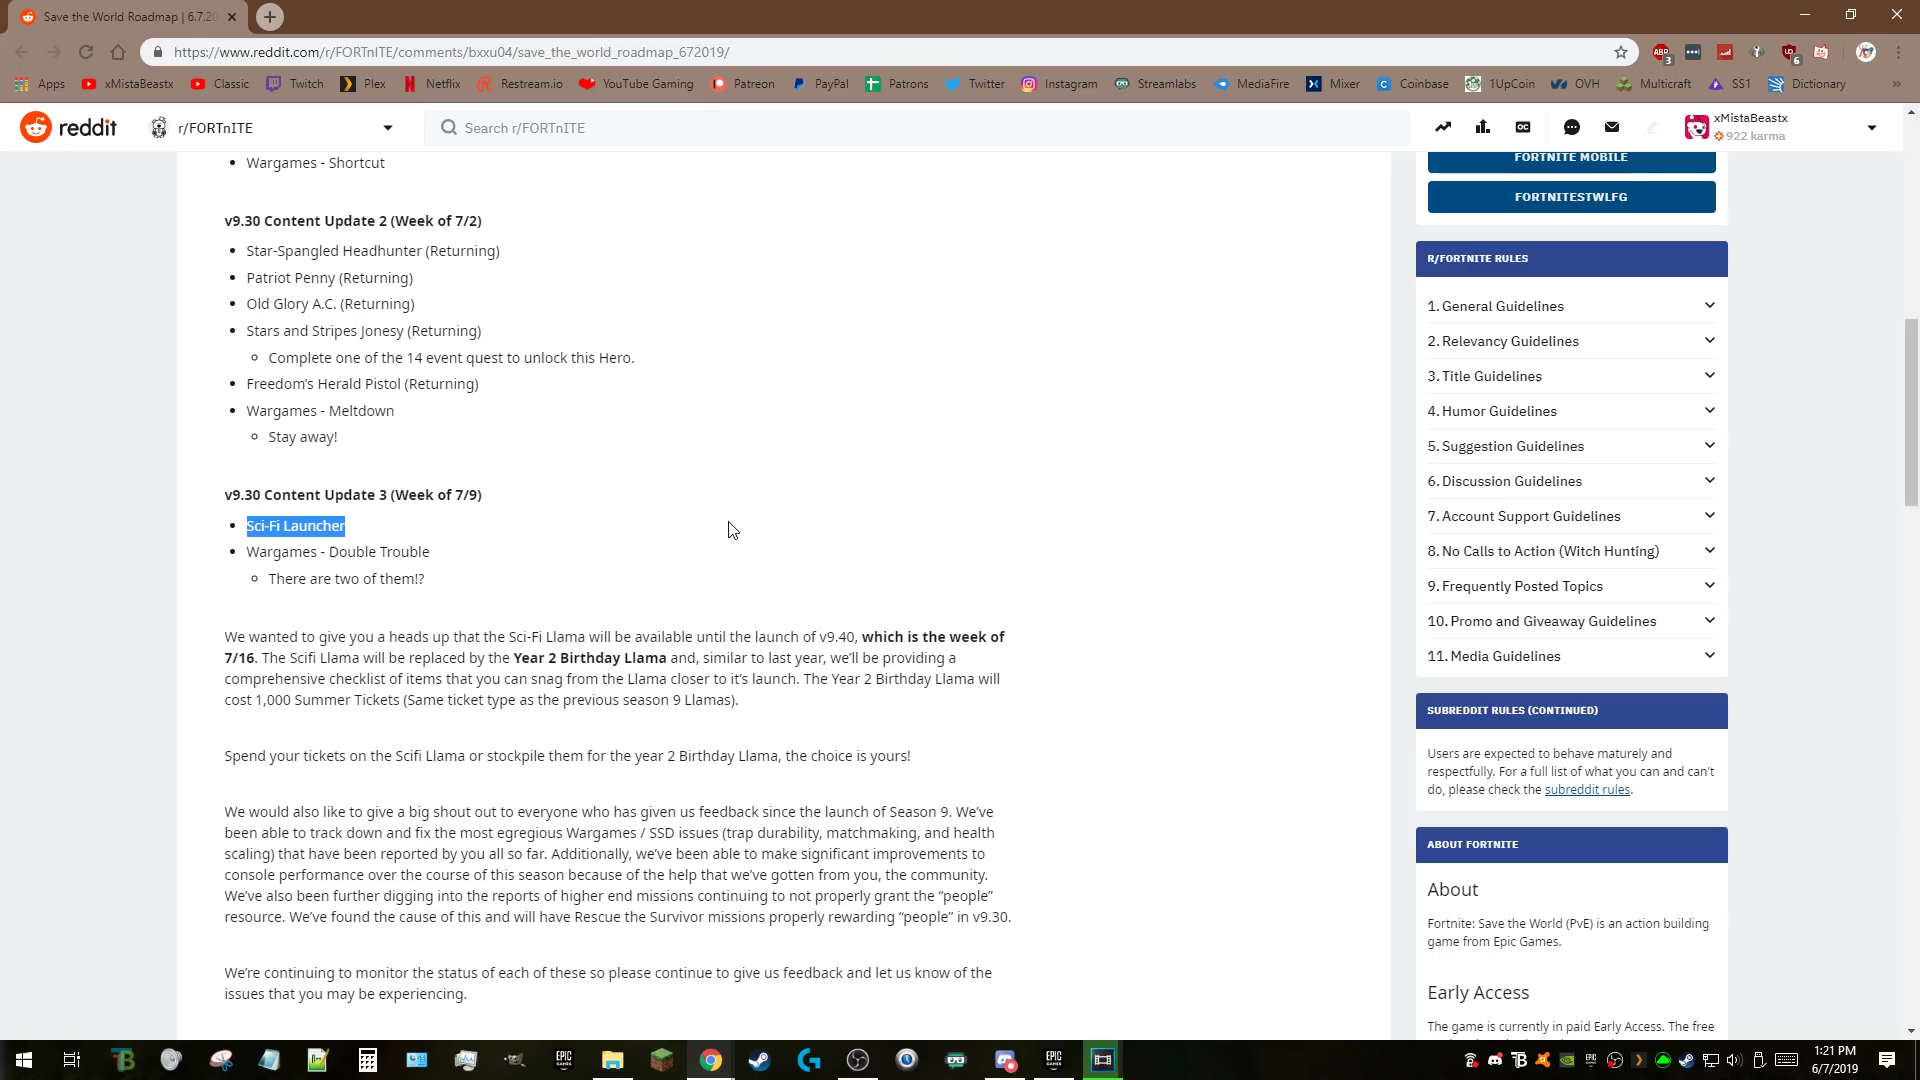 Save the World Roadmap | 6.7.20
https://www.reddit.com/r/FORTnITE/comments/bxxu04/save_the_world_roadmap_672019/
ABP
3
6
Apps
xMistaBeastx
Classic
Twitch
Plex
Netflix
Restream.io
YouTube Gaming
Patreon
PayPal
Patrons
Twitter
Instagram
Streamlabs
MediaFire
Mixer
Coinbase
1UpCoin
OVH
Multicraft
SS1
Dictionary
reddit
r/FORTnITE
Search r/FORTnITE
OC
xMistaBeastx
922 karma
• Wargames - Shortcut
v9.30 Content Update 2 (Week of 7/2)
• Star-Spangled Headhunter (Returning)
• Patriot Penny (Returning)
• Old Glory A.C. (Returning)
• Stars and Stripes Jonesy (Returning)
◦ Complete one of the 14 event quest to unlock this Hero.
• Freedom’s Herald Pistol (Returning)
• Wargames - Meltdown
◦ Stay away!
v9.30 Content Update 3 (Week of 7/9)
• Sci-Fi Launcher
• Wargames - Double Trouble
◦ There are two of them!?
We wanted to give you a heads up that the Sci-Fi Llama will be available until the launch of v9.40, which is the week of
7/16. The Scifi Llama will be replaced by the Year 2 Birthday Llama and, similar to last year, we’ll be providing a
comprehensive checklist of items that you can snag from the Llama closer to it’s launch. The Year 2 Birthday Llama will
cost 1,000 Summer Tickets (Same ticket type as the previous season 9 Llamas).
Spend your tickets on the Scifi Llama or stockpile them for the year 2 Birthday Llama, the choice is yours!
We would also like to give a big shout out to everyone who has given us feedback since the launch of Season 9. We’ve
been able to track down and fix the most egregious Wargames / SSD issues (trap durability, matchmaking, and health
scaling) that have been reported by you all so far. Additionally, we’ve been able to make significant improvements to
console performance over the course of this season because of the help that we’ve gotten from you, the community.
We’ve also been further digging into the reports of higher end missions continuing to not properly grant the “people”
resource. We’ve found the cause of this and will have Rescue the Survivor missions properly rewarding “people” in v9.30.
We’re continuing to monitor the status of each of these so please continue to give us feedback and let us know of the
issues that you may be experiencing.
FORTNITE MOBILE
FORTNITESTWLFG
R/FORTNITE RULES
1. General Guidelines
2. Relevancy Guidelines
3. Title Guidelines
4. Humor Guidelines
5. Suggestion Guidelines
6. Discussion Guidelines
7. Account Support Guidelines
8. No Calls to Action (Witch Hunting)
9. Frequently Posted Topics
10. Promo and Giveaway Guidelines
11. Media Guidelines
SUBREDDIT RULES (CONTINUED)
Users are expected to behave maturely and
respectfully. For a full list of what you can and can't
do, please check the subreddit rules.
ABOUT FORTNITE
About
Fortnite: Save the World (PvE) is an action building
game from Epic Games.
Early Access
The game is currently in paid Early Access. The free
EPIC GAMES
EPIC GAMES
1:21 PM
6/7/2019